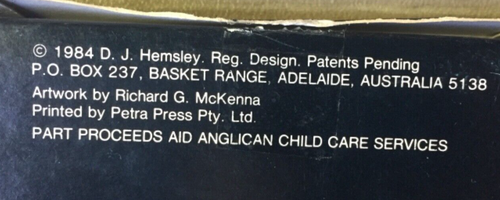 © 1984 D. J. Hemsley. Reg. Design. Patents Pending
P.O. BOX 237, BASKET RANGE, ADELAIDE, AUSTRALIA 5138
Artwork by Richard G. McKenna
Printed by Petra Press Pty. Ltd.
PART PROCEEDS AID ANGLICAN CHILD CARE SERVICES